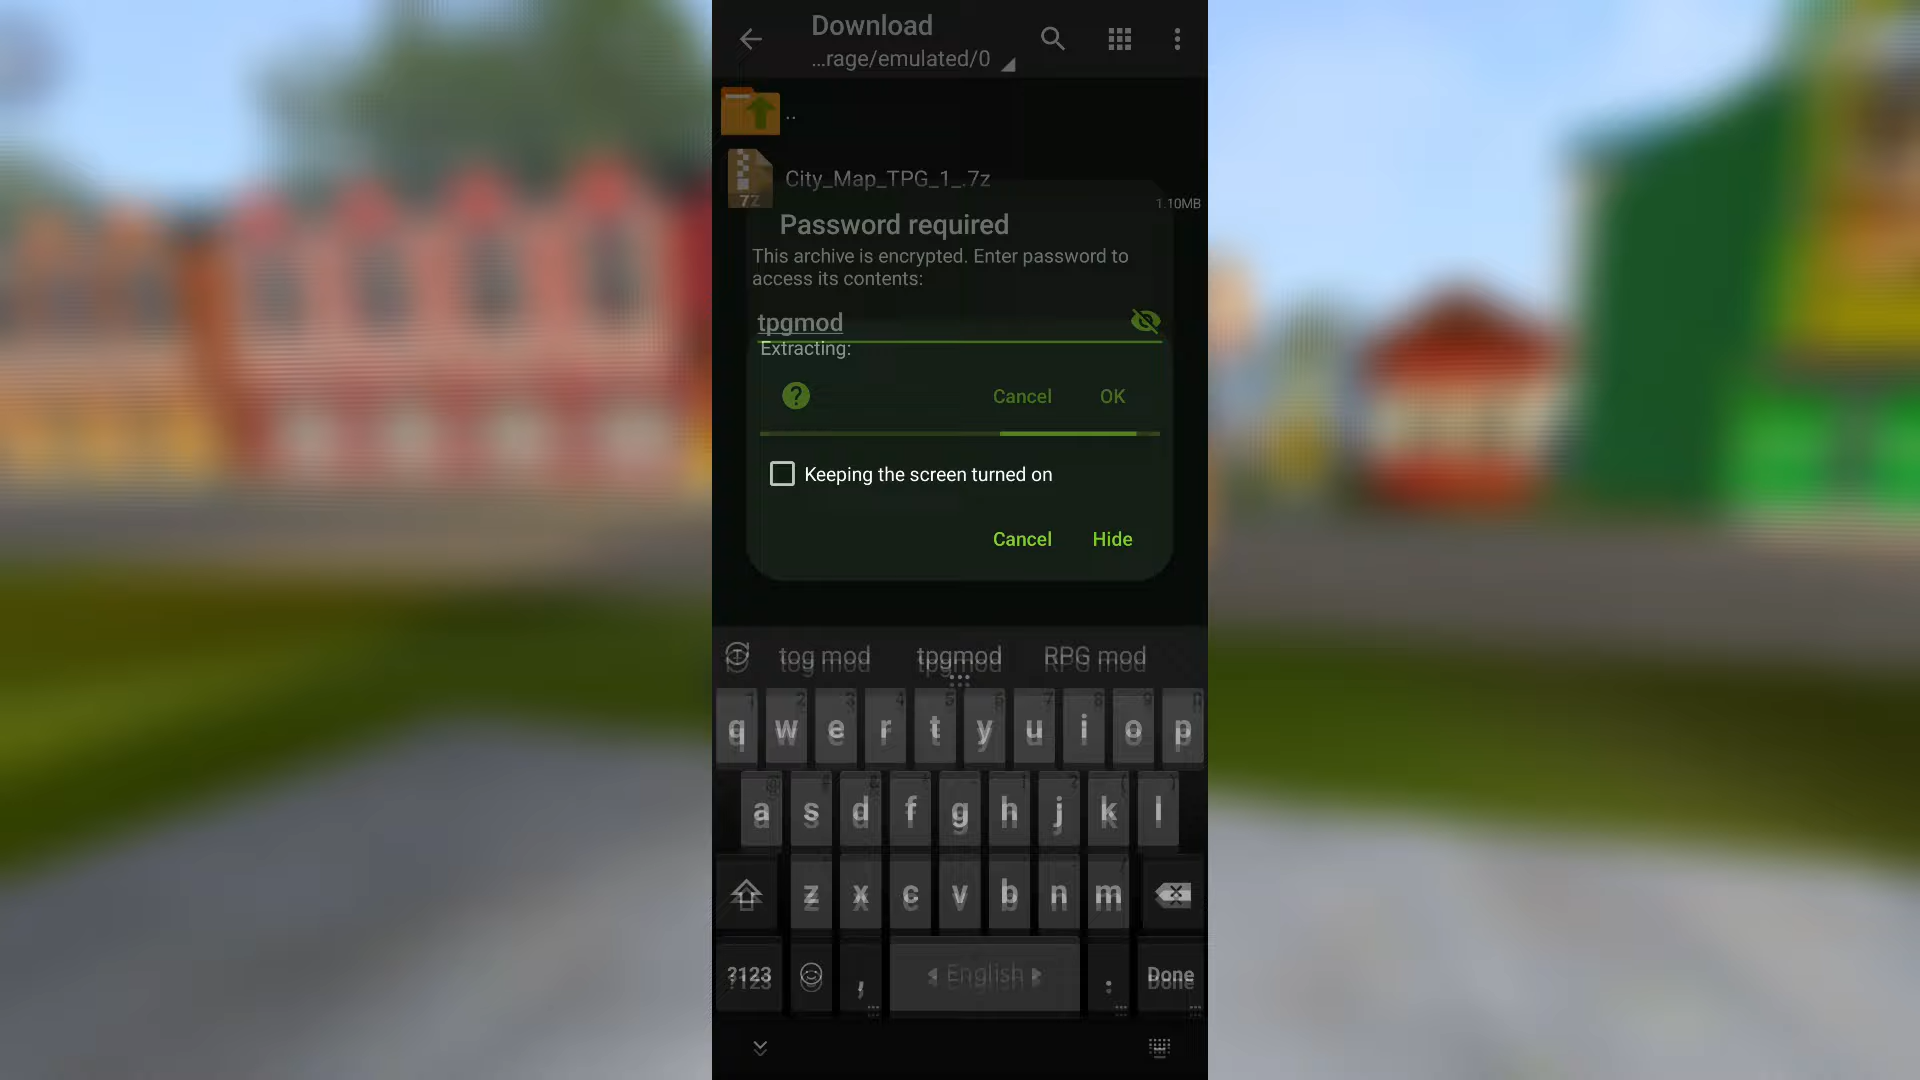 Download
...rage/emulated/0
..
City_Map_TPG_1_.7z
7z
1.10MB
Password required
This archive is encrypted. Enter password to
access its contents:
tpgmod
Extracting:
? Cancel OK
Keeping the screen turned on
Cancel Hide
tog mod tpgmod RPG mod
q w e r t y u i o p
a s d f g h j k l
z x c v b n m
?123 , English . Done